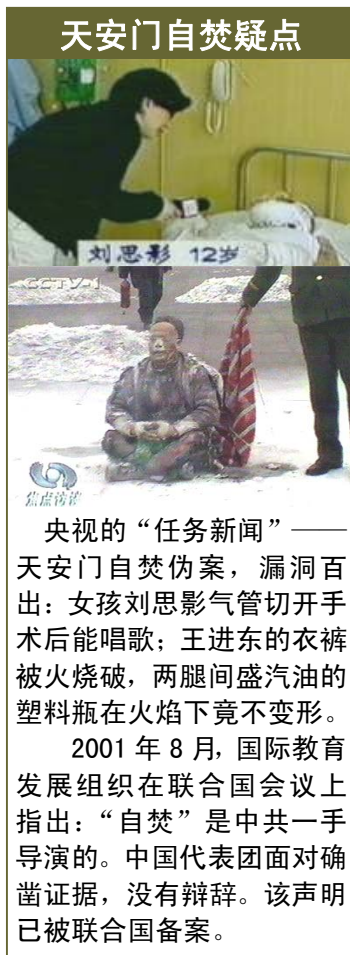 天安门自焚疑点
刘思影 12岁
CCTV-1
焦点访谈
央视的“任务新闻”——
天安门自焚伪案，漏洞百
出：女孩刘思影气管切开手
术后能唱歌；王进东的衣裤
被火烧破，两腿间盛汽油的
塑料瓶在火焰下竟不变形。
2001 年 8 月，国际教育
发展组织在联合国会议上
指出：“自焚”是中共一手
导演的。中国代表团面对确
凿证据，没有辩辞。该声明
已被联合国备案。